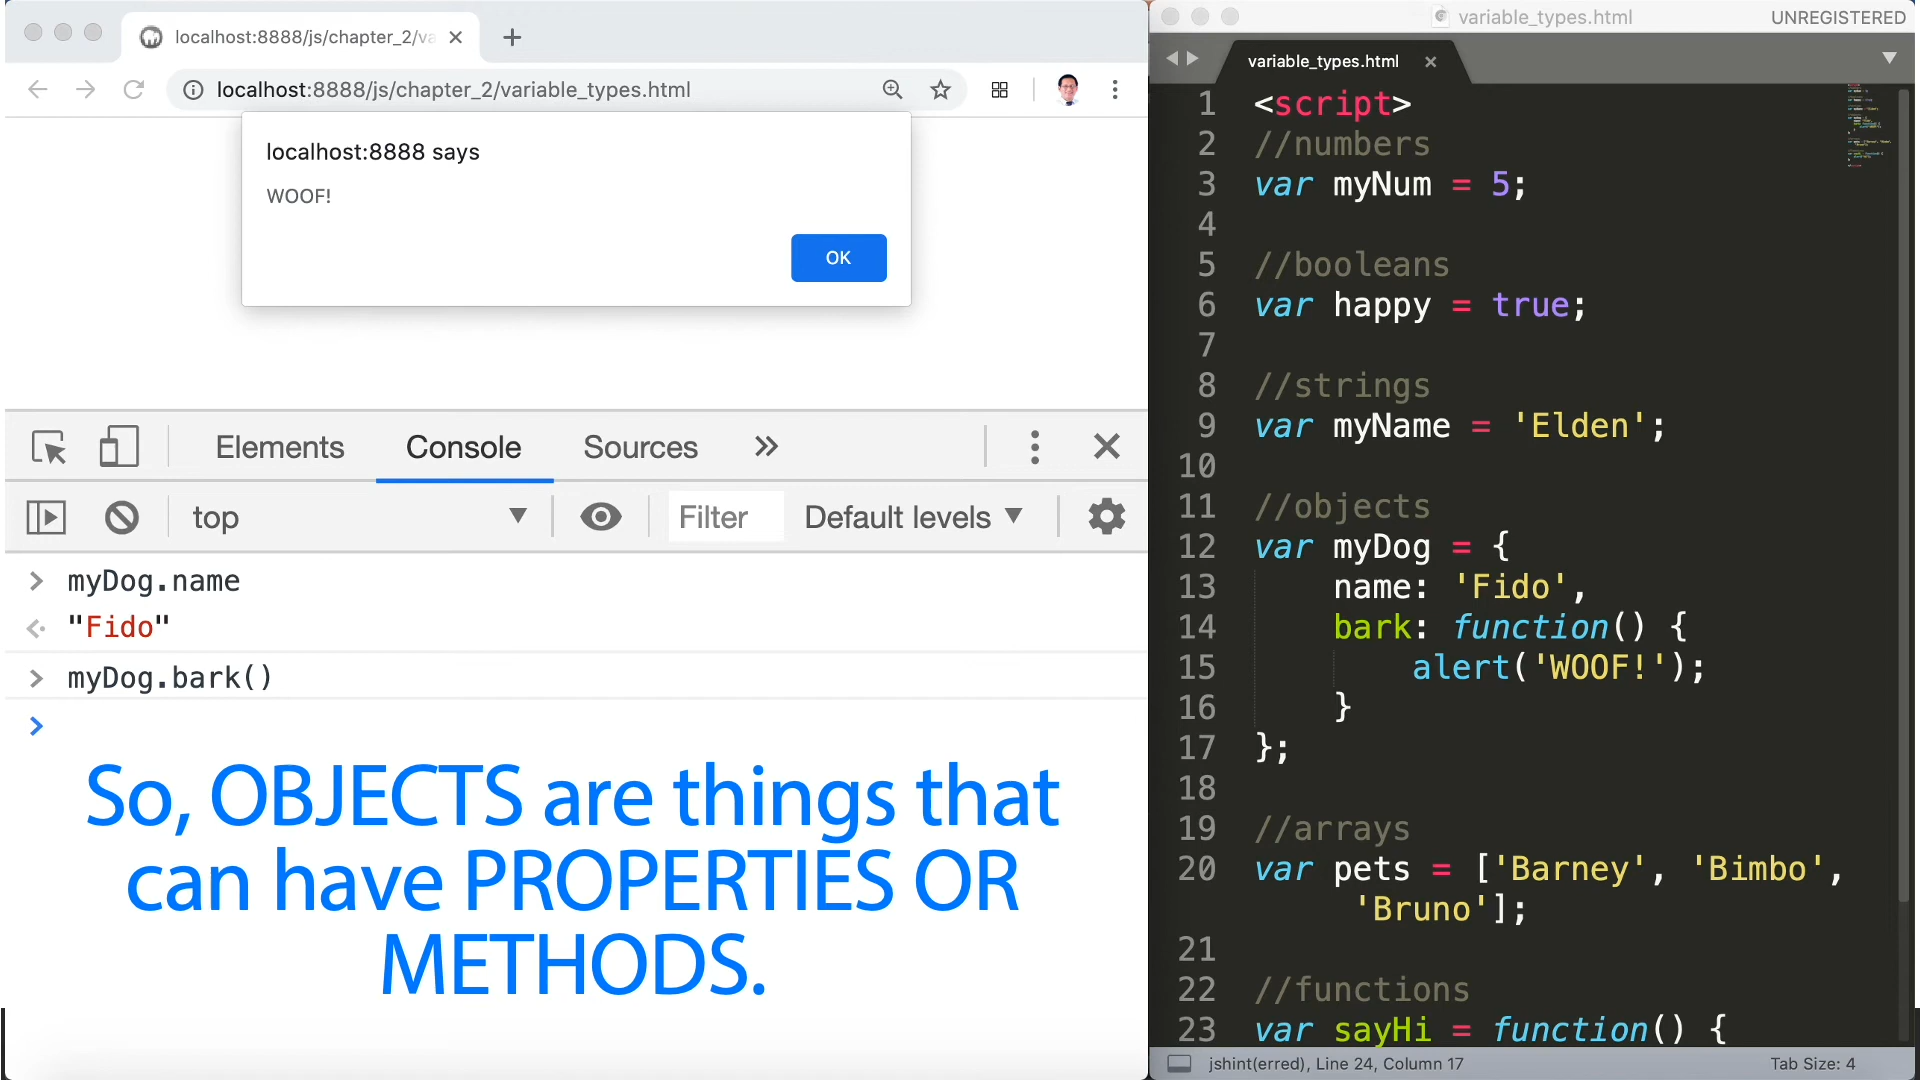 localhost:8888/js/chapter_2/va
localhost:8888/js/chapter_2/variable_types.html
localhost:8888 says
WOOF!
OK
Elements Console Sources
top Filter Default levels
myDog.name
"Fido"
myDog.bark()
So, OBJECTS are things that
can have PROPERTIES OR
METHODS.
variable_types.html UNREGISTERED
variable_types.html
1 <script>
2 //numbers
3 var myNum = 5;
4
5 //booleans
6 var happy = true;
7
8 //strings
9 var myName = 'Elden';
10
11 //objects
12 var myDog = {
13 name: 'Fido',
14 bark: function() {
15 alert('WOOF!');
16 }
17 };
18
19 //arrays
20 var pets = ['Barney', 'Bimbo',
'Bruno'];
21
22 //functions
23 var sayHi = function() {
jshint(erred), Line 24, Column 17 Tab Size: 4